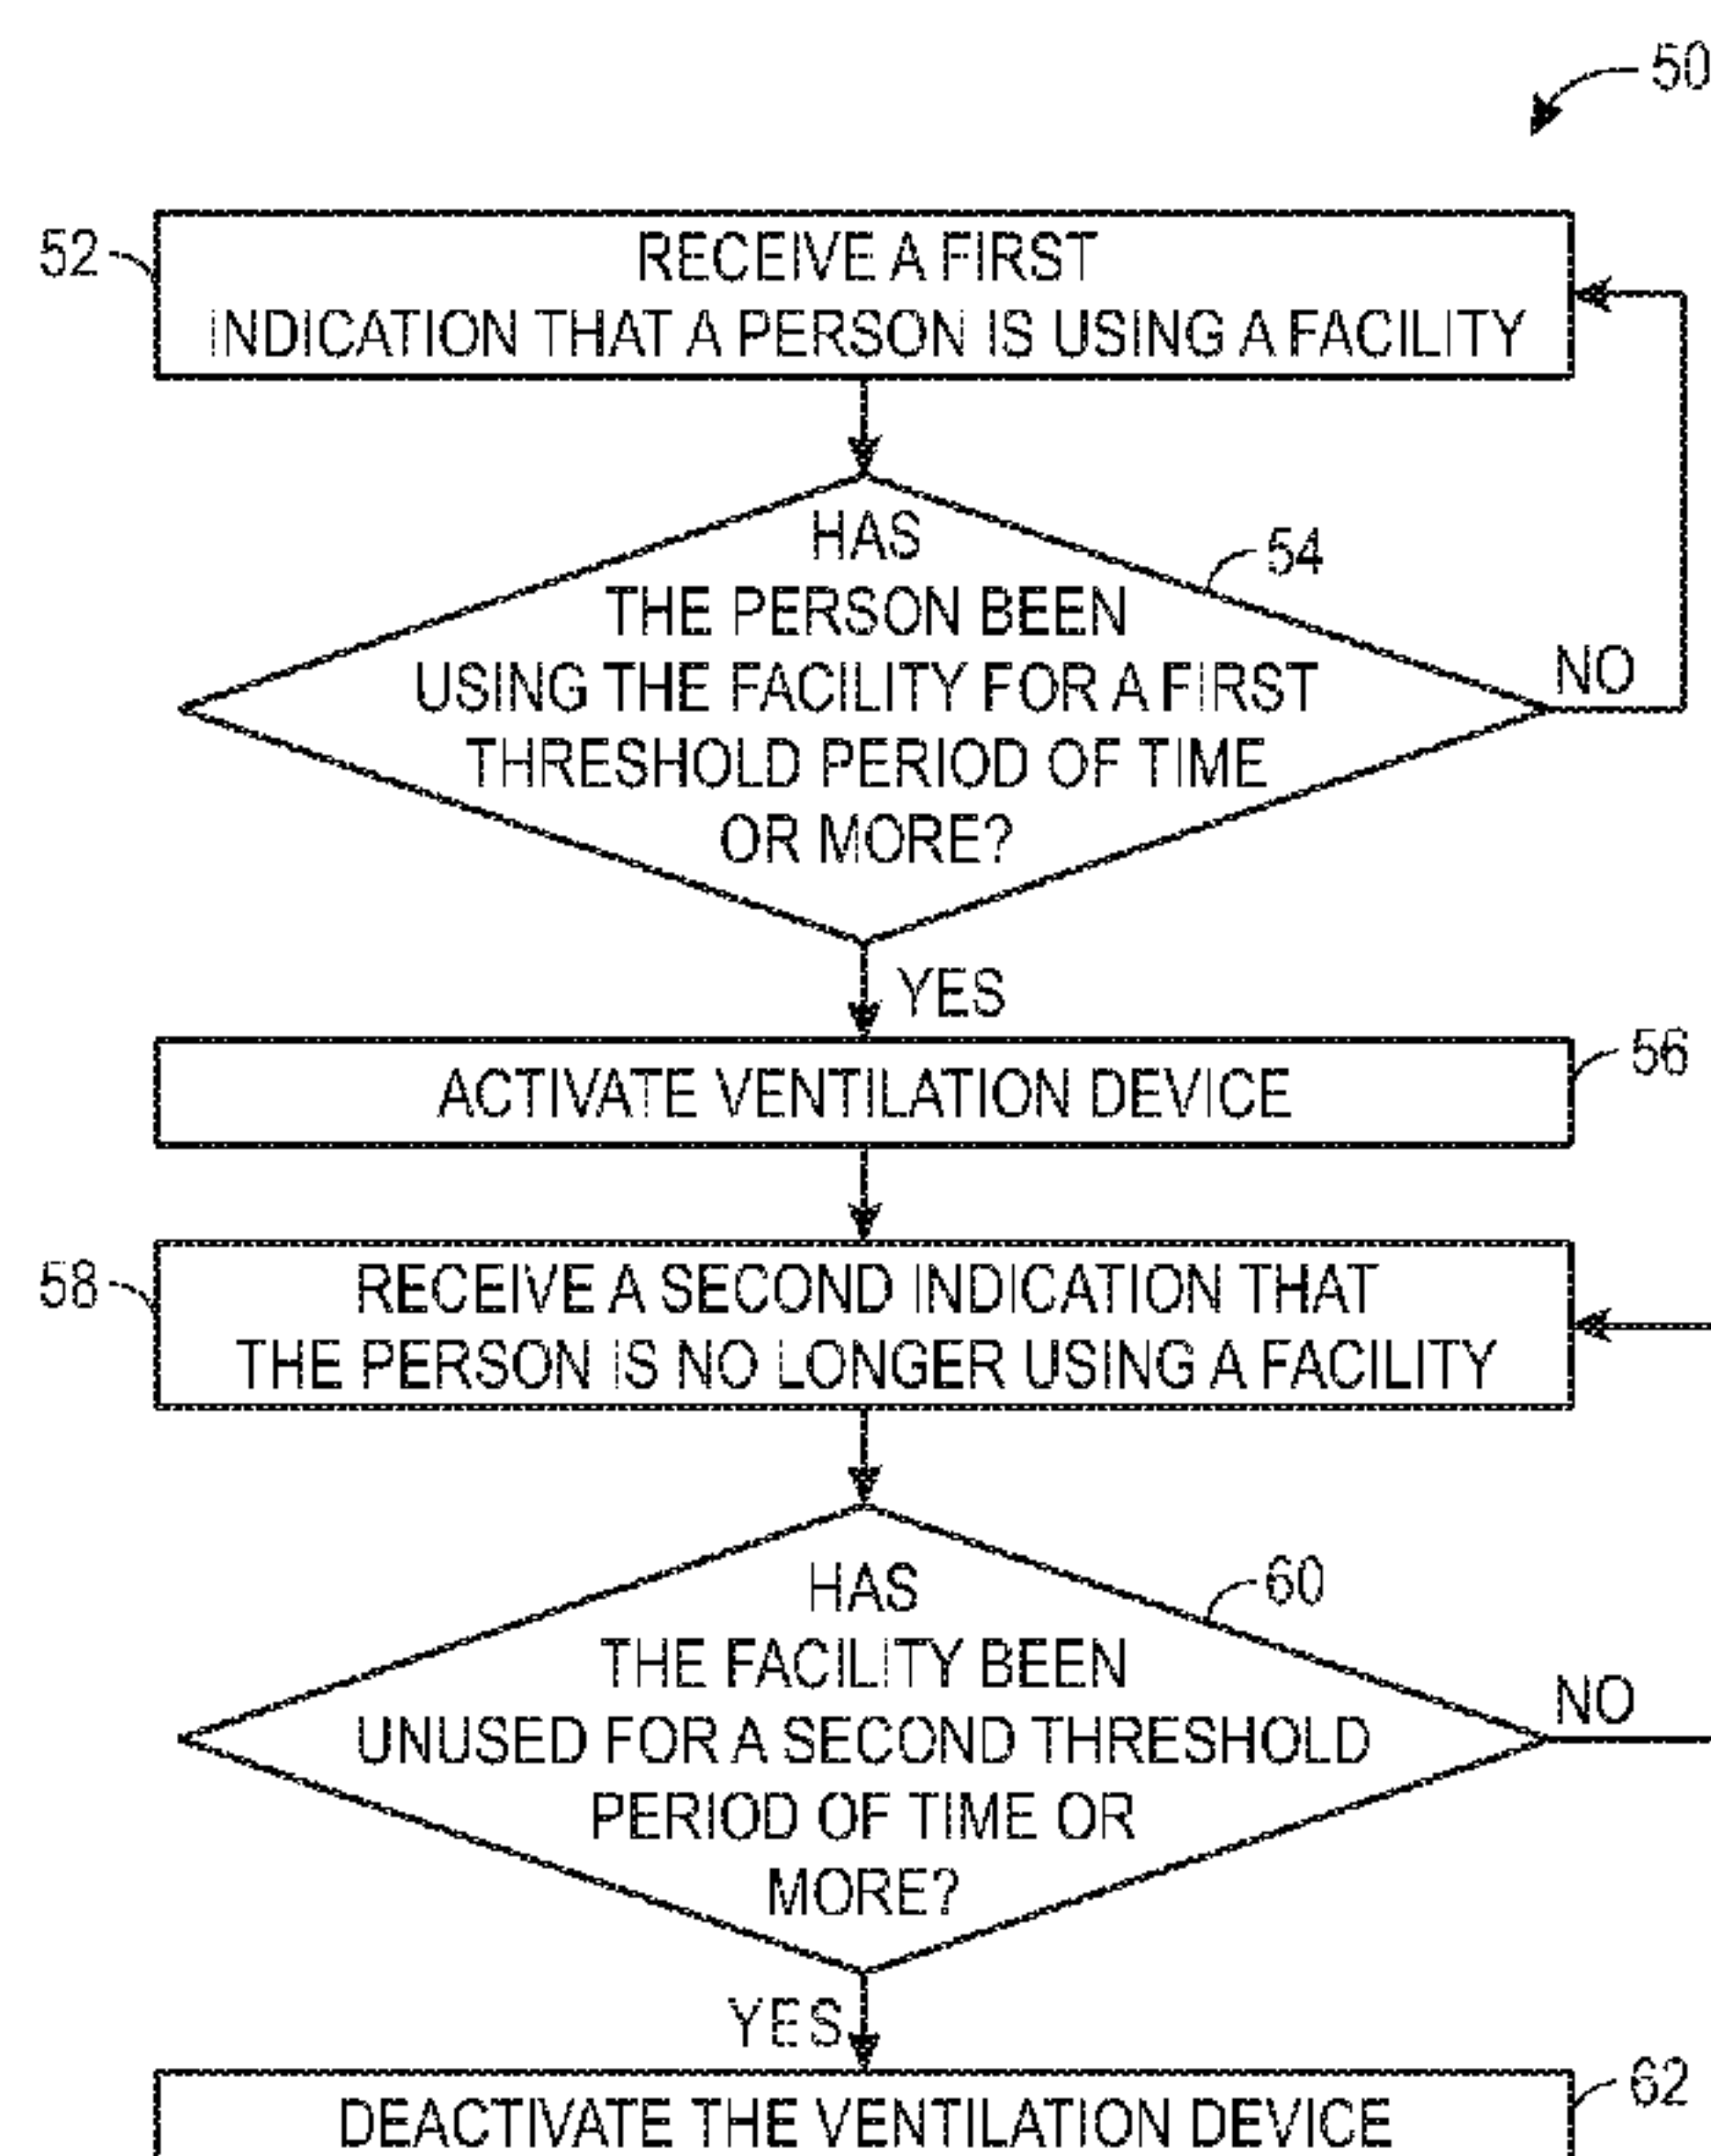 50
52
RECEIVE A FIRST
INDICATION THAT A PERSON IS USING A FACILITY
HAS
54
THE PERSON BEEN
USING THE FACILITY FOR A FIRST
NO
THRESHOLD PERIOD OF TIME
OR MORE?
YES
56
ACTIVATE VENTILATION DEVICE
58
RECEIVE A SECOND INDICATION THAT
THE PERSON IS NO LONGER USING A FACILITY
HAS
60
THE FACILITY BEEN
NO
UNUSED FOR A SECOND THRESHOLD
PERIOD OF TIME OR
MORE?
YES
62
DEACTIVATE THE VENTILATION DEVICE